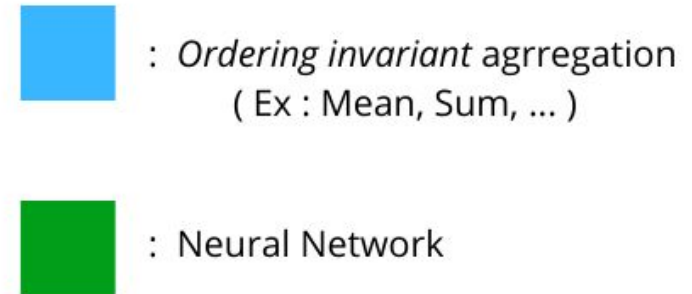 : Ordering invariant agrregation
( Ex : Mean, Sum, ... )
: Neural Network